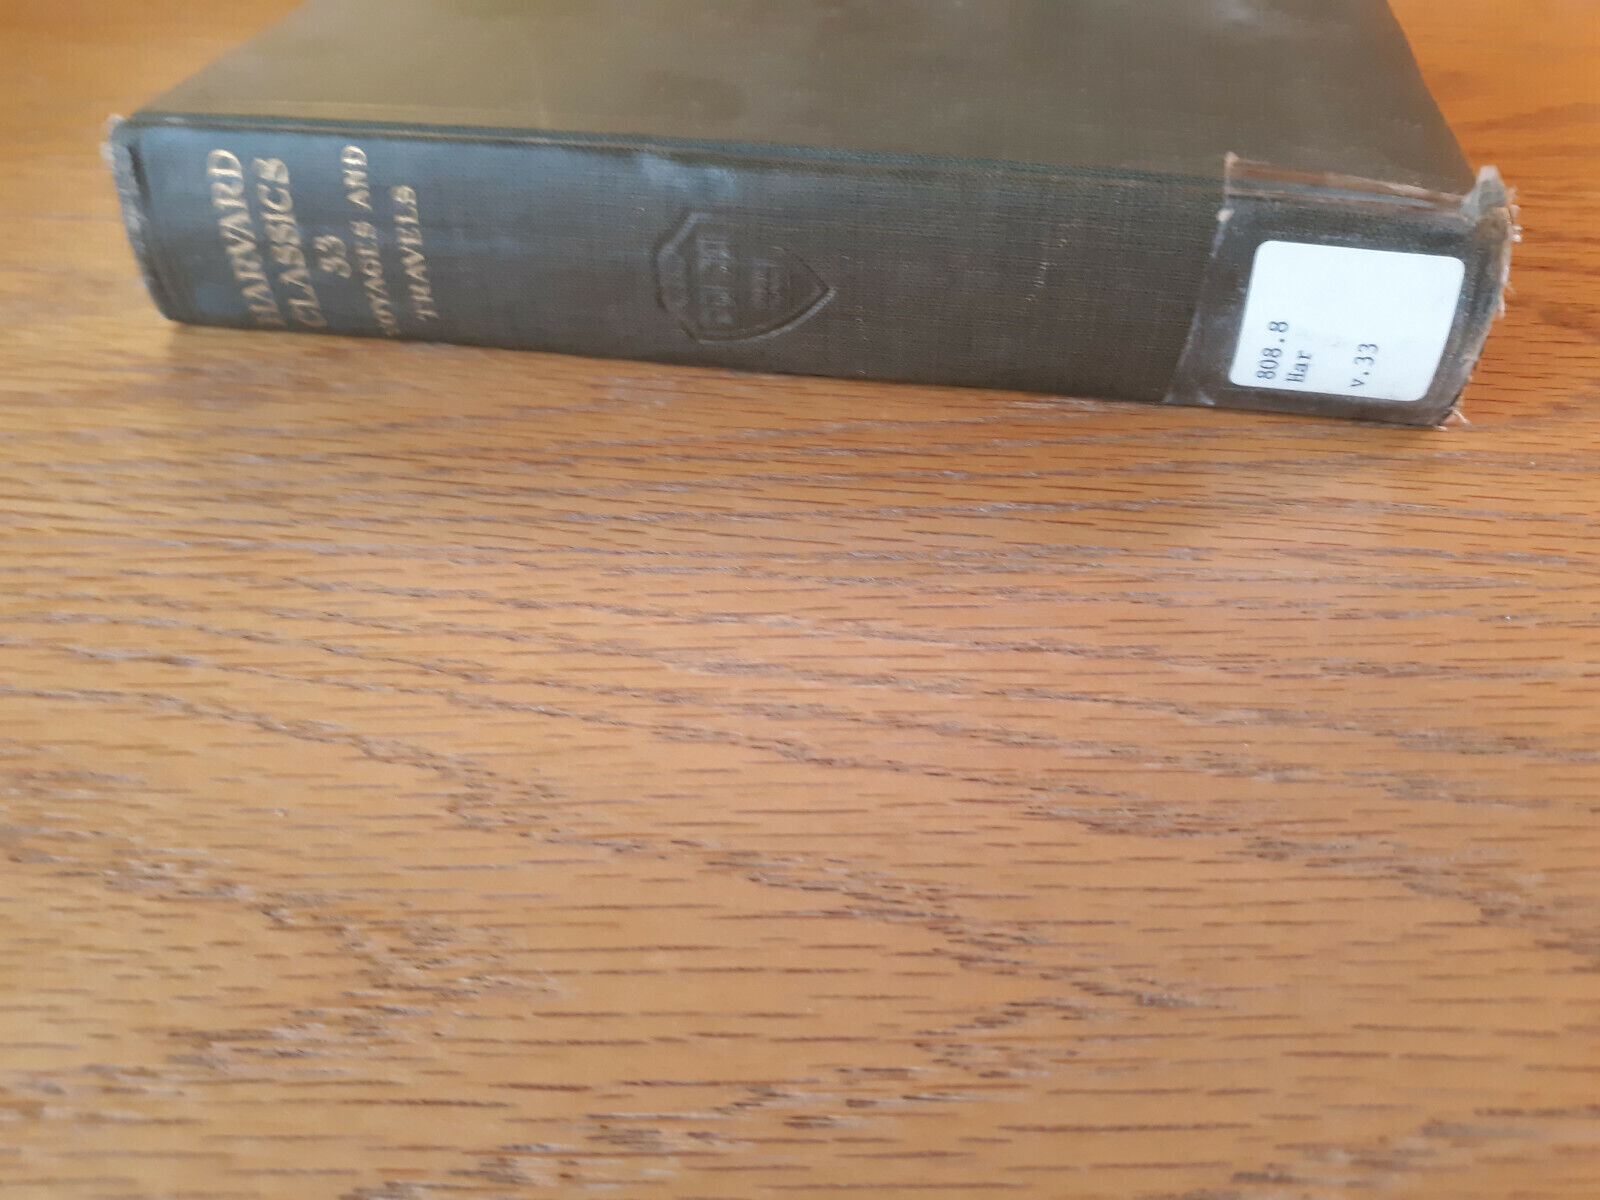 HARVARD
CLASSICS
33
VOYAGES AND
TRAVELS
808.8
Har
v.33